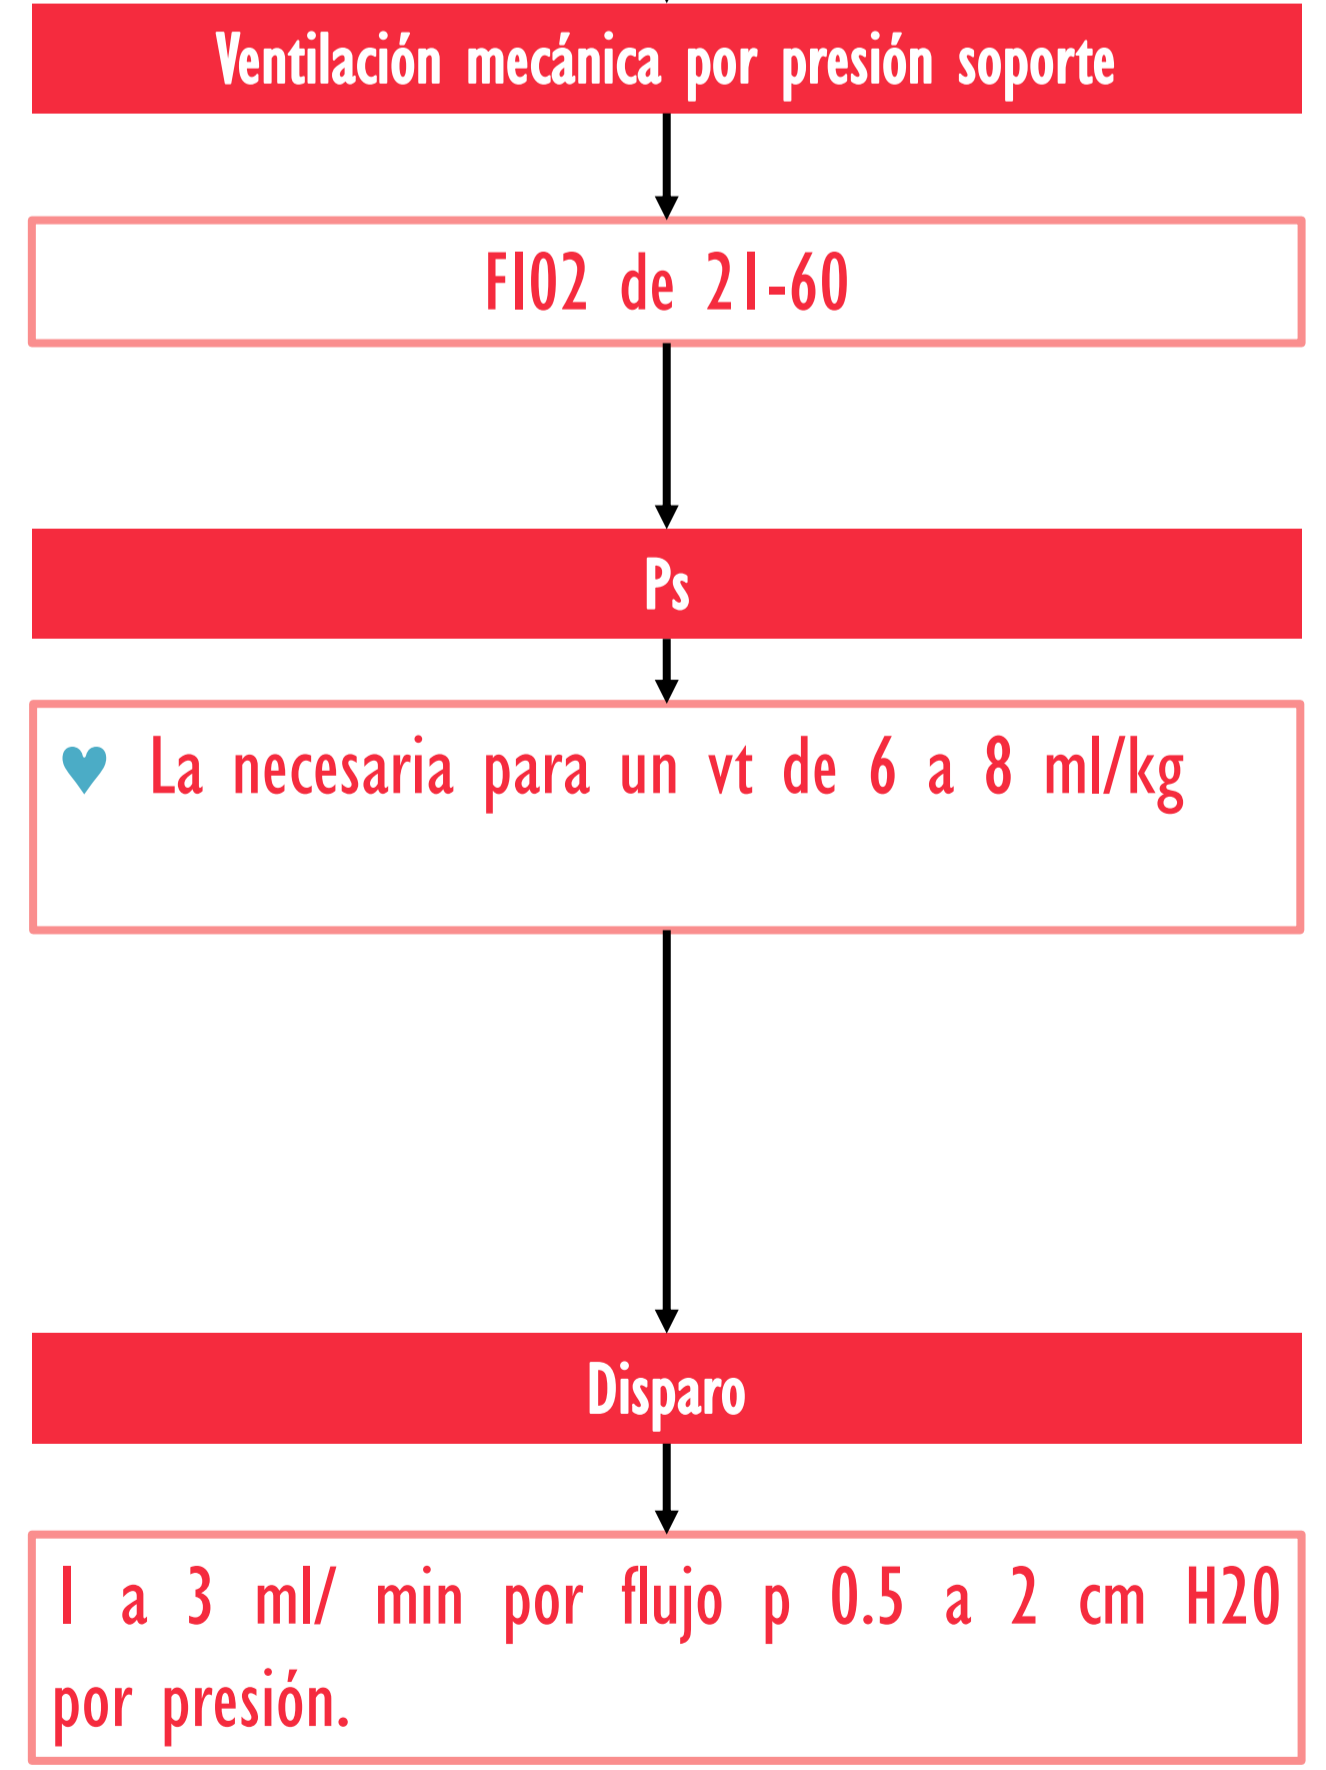 Ventilación mecánica por presión soporte
FI02 de 21-60
Ps
♥ La necesaria para un vt de 6 a 8 ml/kg
Disparo
1 a 3 ml/ min por flujo p 0.5 a 2 cm H20
por presión.